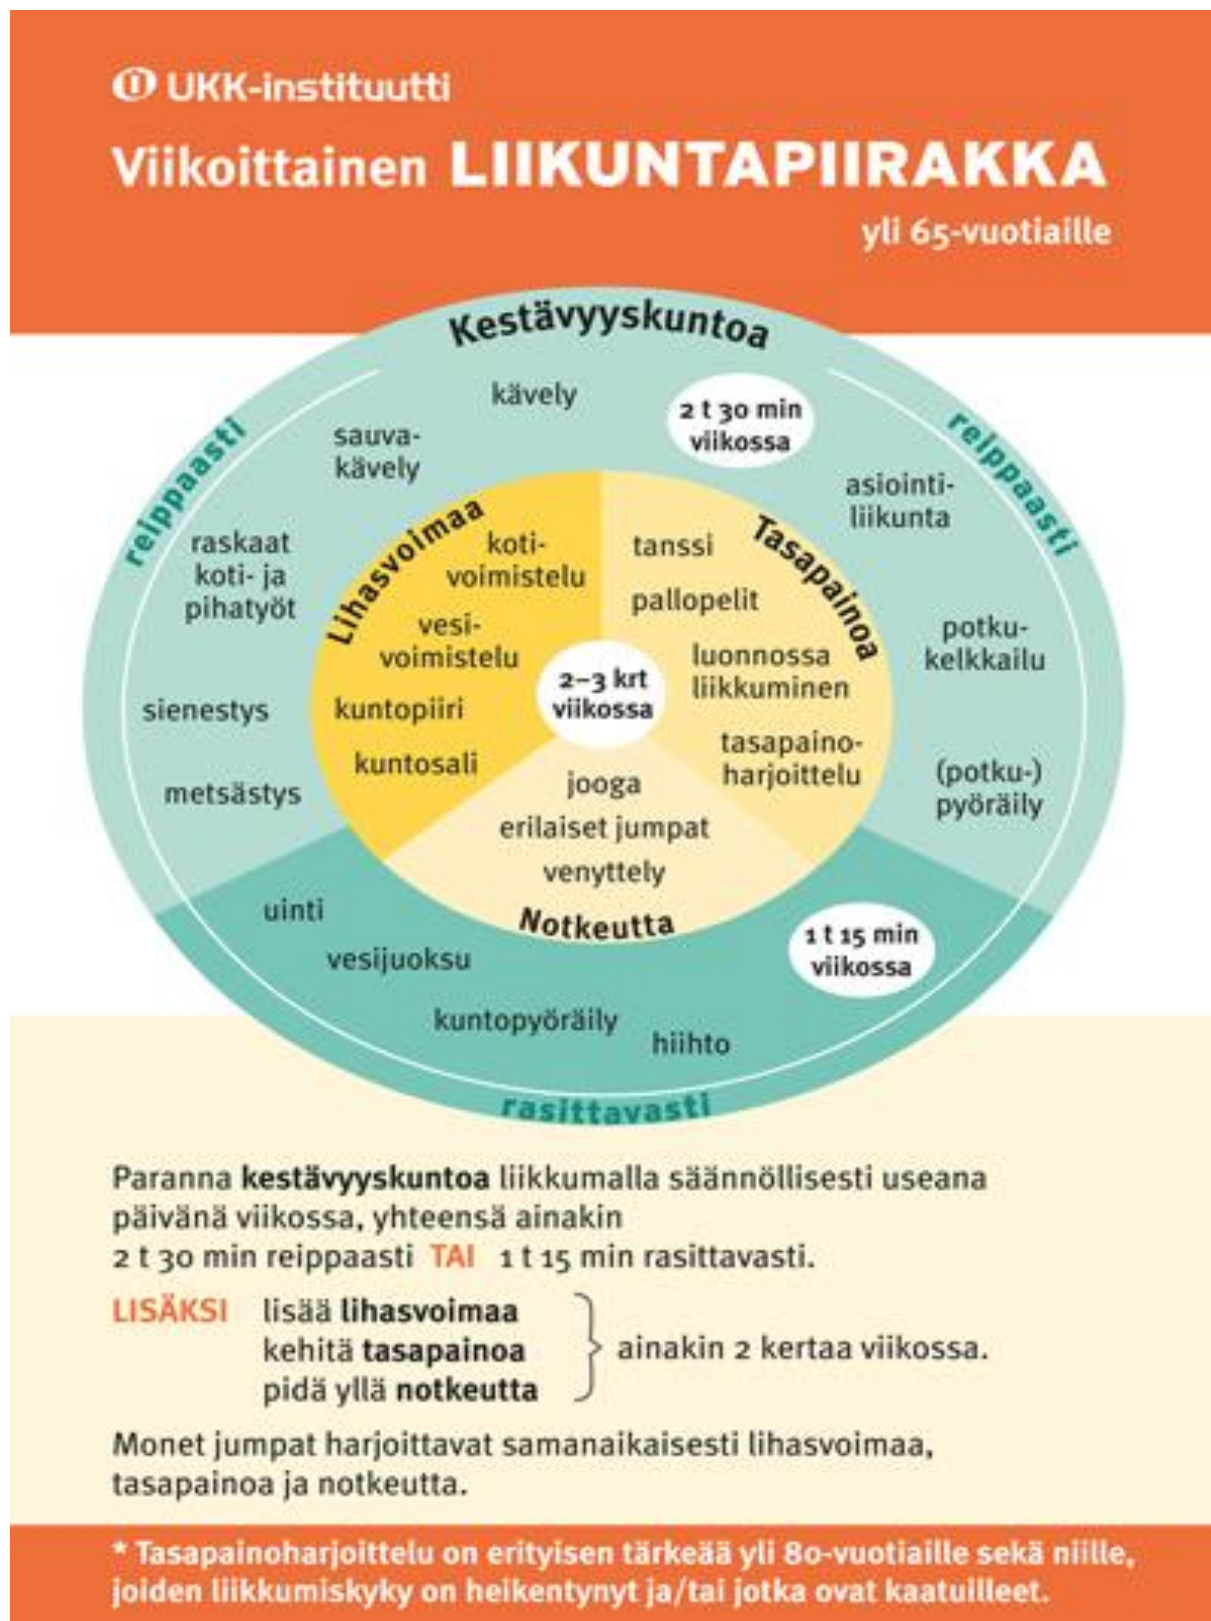 UKK-instituutti
Viikoittainen LIIKUNTAPIIRAKKA
yli 65-vuotiaille
Kestävyyskuntoa
reippaasti
reippaasti
kävely
2 t 30 min
viikossa
sauva-
kävely
asiointi-
liikunta
raskaat
koti- ja
pihatyöt
potku-
kelkkailu
sienestys
metsästys
(potku-)
pyöräily
Lihasvoimaa
koti-
voimistelu
vesi-
voimistelu
kuntopiiri
kuntosali
Tasapainoa
tanssi
pallopelit
luonnossa
liikkuminen
tasapaino-
harjoittelu
2–3 krt
viikossa
jooga
erilaiset jumpat
venyttely
Notkeutta
uinti
vesijuoksu
kuntopyöräily
hiihto
1 t 15 min
viikossa
rasittavasti
Paranna kestävyyskuntoa liikkumalla säännöllisesti useana
päivänä viikossa, yhteensä ainakin
2 t 30 min reippaasti TAI 1 t 15 min rasittavasti.
LISÄKSI lisää lihasvoimaa
kehitä tasapainoa
pidä yllä notkeutta
ainakin 2 kertaa viikossa.
Monet jumpat harjoittavat samanaikaisesti lihasvoimaa,
tasapainoa ja notkeutta.
* Tasapainoharjoittelu on erityisen tärkeää yli 80-vuotiaille sekä niille,
joiden liikkumiskyky on heikentynyt ja/tai jotka ovat kaatuilleet.